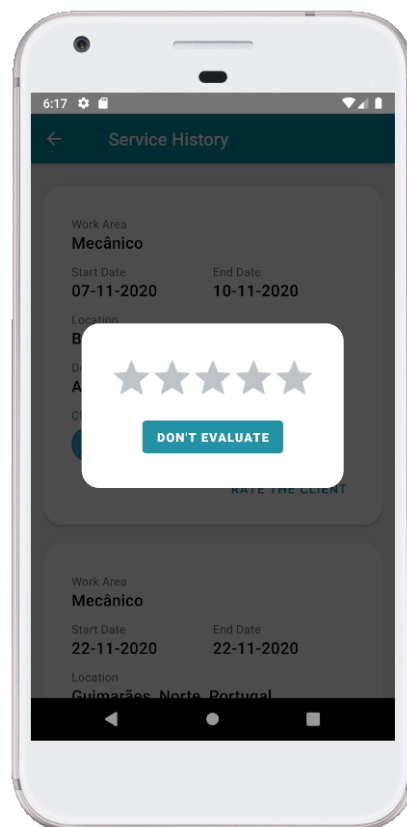 6:17
Service History
Work Area
Mecânico
Start Date End Date
07-11-2020 10-11-2020
Location
DON'T EVALUATE
RATE THE CLIENT
Work Area
Mecânico
Start Date End Date
22-11-2020 22-11-2020
Location
Guimarães, Norte, Portugal